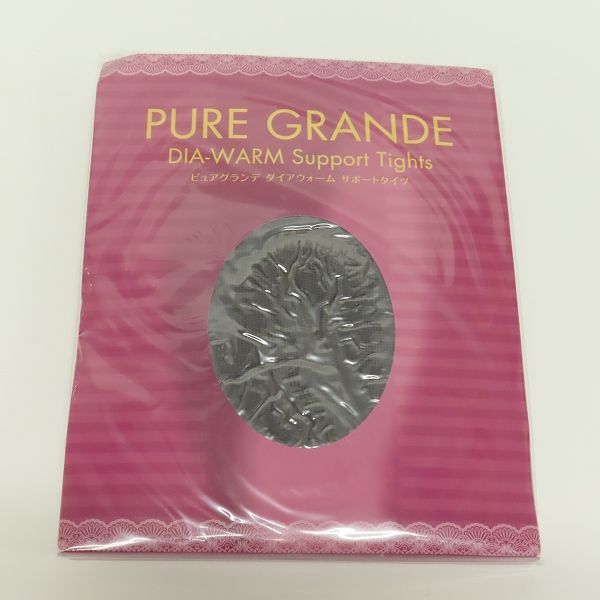 PURE GRANDE
DIA-WARM Support Tights
ピュアグランデ ダイアウォーム サポートタイツ